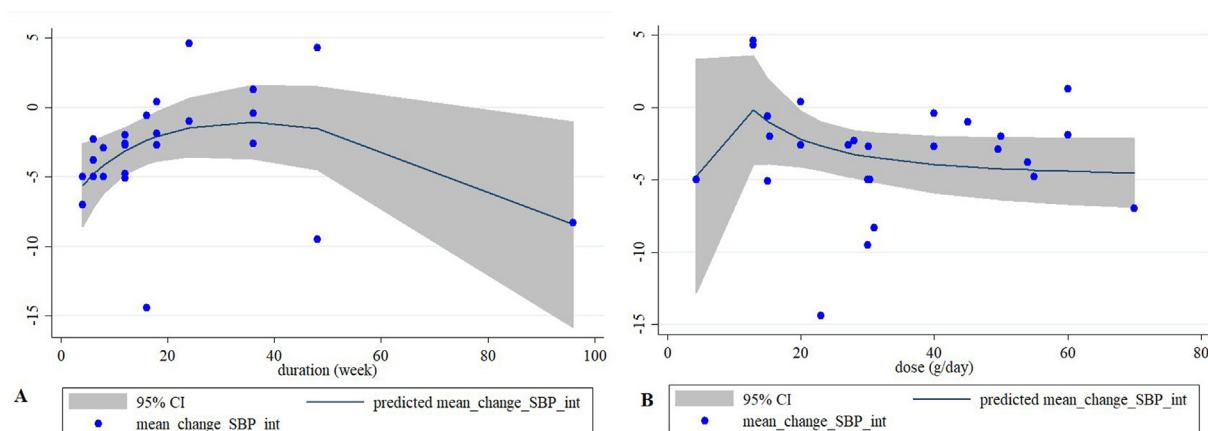 5
0
-5
-10
-15
0 20 40 60 80 100
duration (week)
A
95% CI
predicted mean_change_SBP_int
mean_change_SBP_int
5
0
-5
-10
-15
0 20 40 60 80
dose (g/day)
B
95% CI
predicted mean_change_SBP_int
mean_change_SBP_int